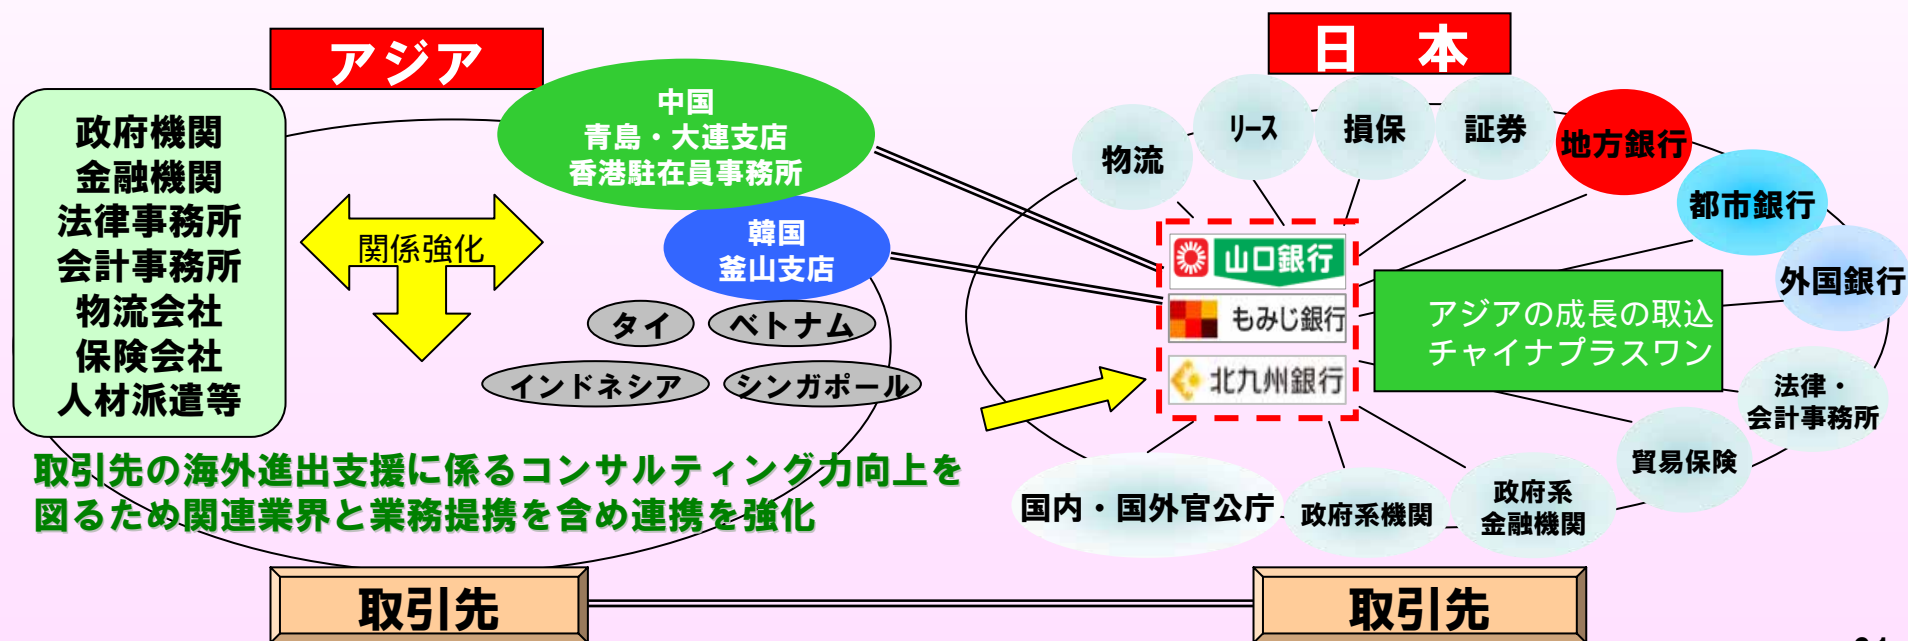 アジア
日　本
政府機関
金融機関
法律事務所
会計事務所
物流会社
保険会社
人材派遣等
関係強化
中国
青島・大連支店
香港駐在員事務所
韓国
釜山支店
タイ
ベトナム
インドネシア
シンガポール
取引先の海外進出支援に係るコンサルティング力向上を
図るため関連業界と業務提携を含め連携を強化
物流
リース
損保
証券
地方銀行
都市銀行
外国銀行
山口銀行
もみじ銀行
北九州銀行
アジアの成長の取込
チャイナプラスワン
法律・
会計事務所
貿易保険
政府系
金融機関
政府系機関
国内・国外官公庁
取引先
取引先